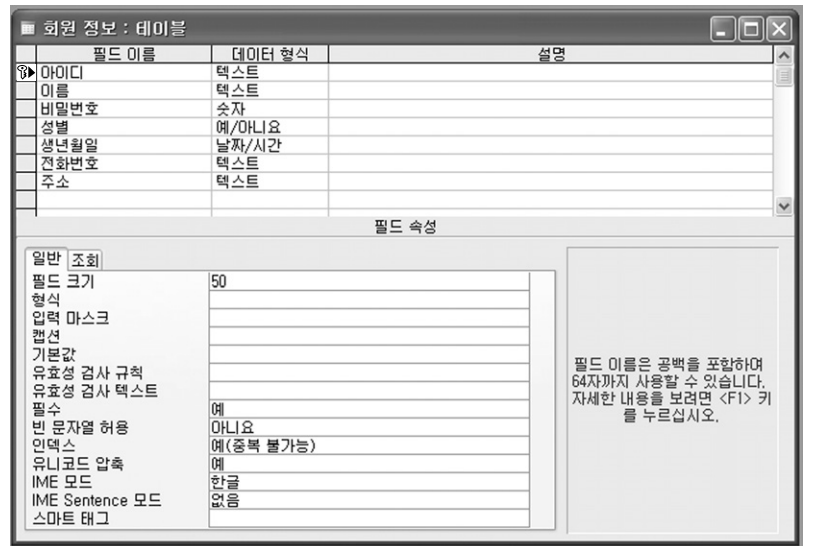 회원 정보 : 테이블
필드 이름 데이터 형식 설명
아이디 텍스트
이름 텍스트
비밀번호 숫자
성별 예/아니요
생년월일 날짜/시간
전화번호 텍스트
주소 텍스트
필드 속성
일반 조회
필드 크기 50
형식
입력 마스크
캡션
기본값
유효성 검사 규칙
유효성 검사 텍스트
필수 예
빈 문자열 허용 아니요
인덱스 예(중복 불가능)
유니코드 압축 예
IME 모드 한글
IME Sentence 모드 없음
스마트 태그
필드 이름은 공백을 포함하여
64자까지 사용할 수 있습니다.
자세한 내용을 보려면 <F1> 키
를 누르십시오.